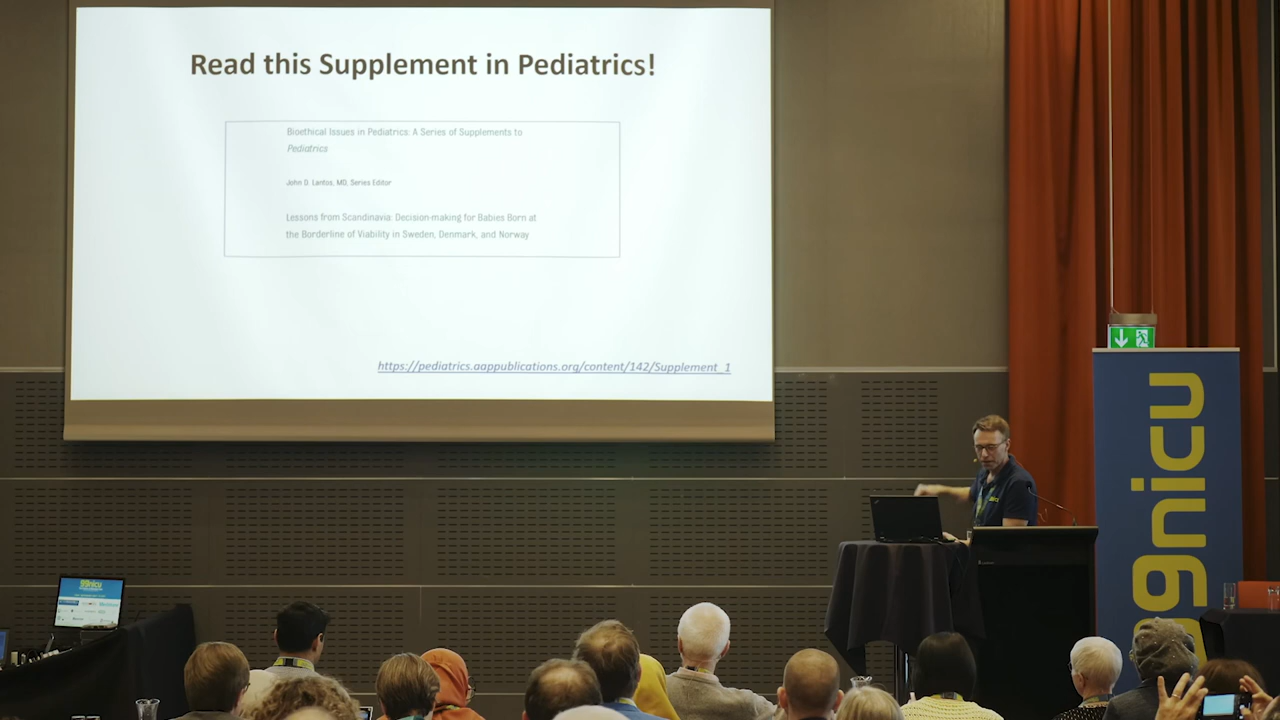 Read this Supplement in Pediatrics!
Bioethical Issues in Pediatrics: A Series of Supplements to
Pediatrics
John D. Lantos, MD, Series Editor
Lessons from Scandinavia: Decision-making for Babies Born at
the Borderline of Viability in Sweden, Denmark, and Norway
https://pediatrics.aappublications.org/content/142/Supplement_1
99nicu
99nicu